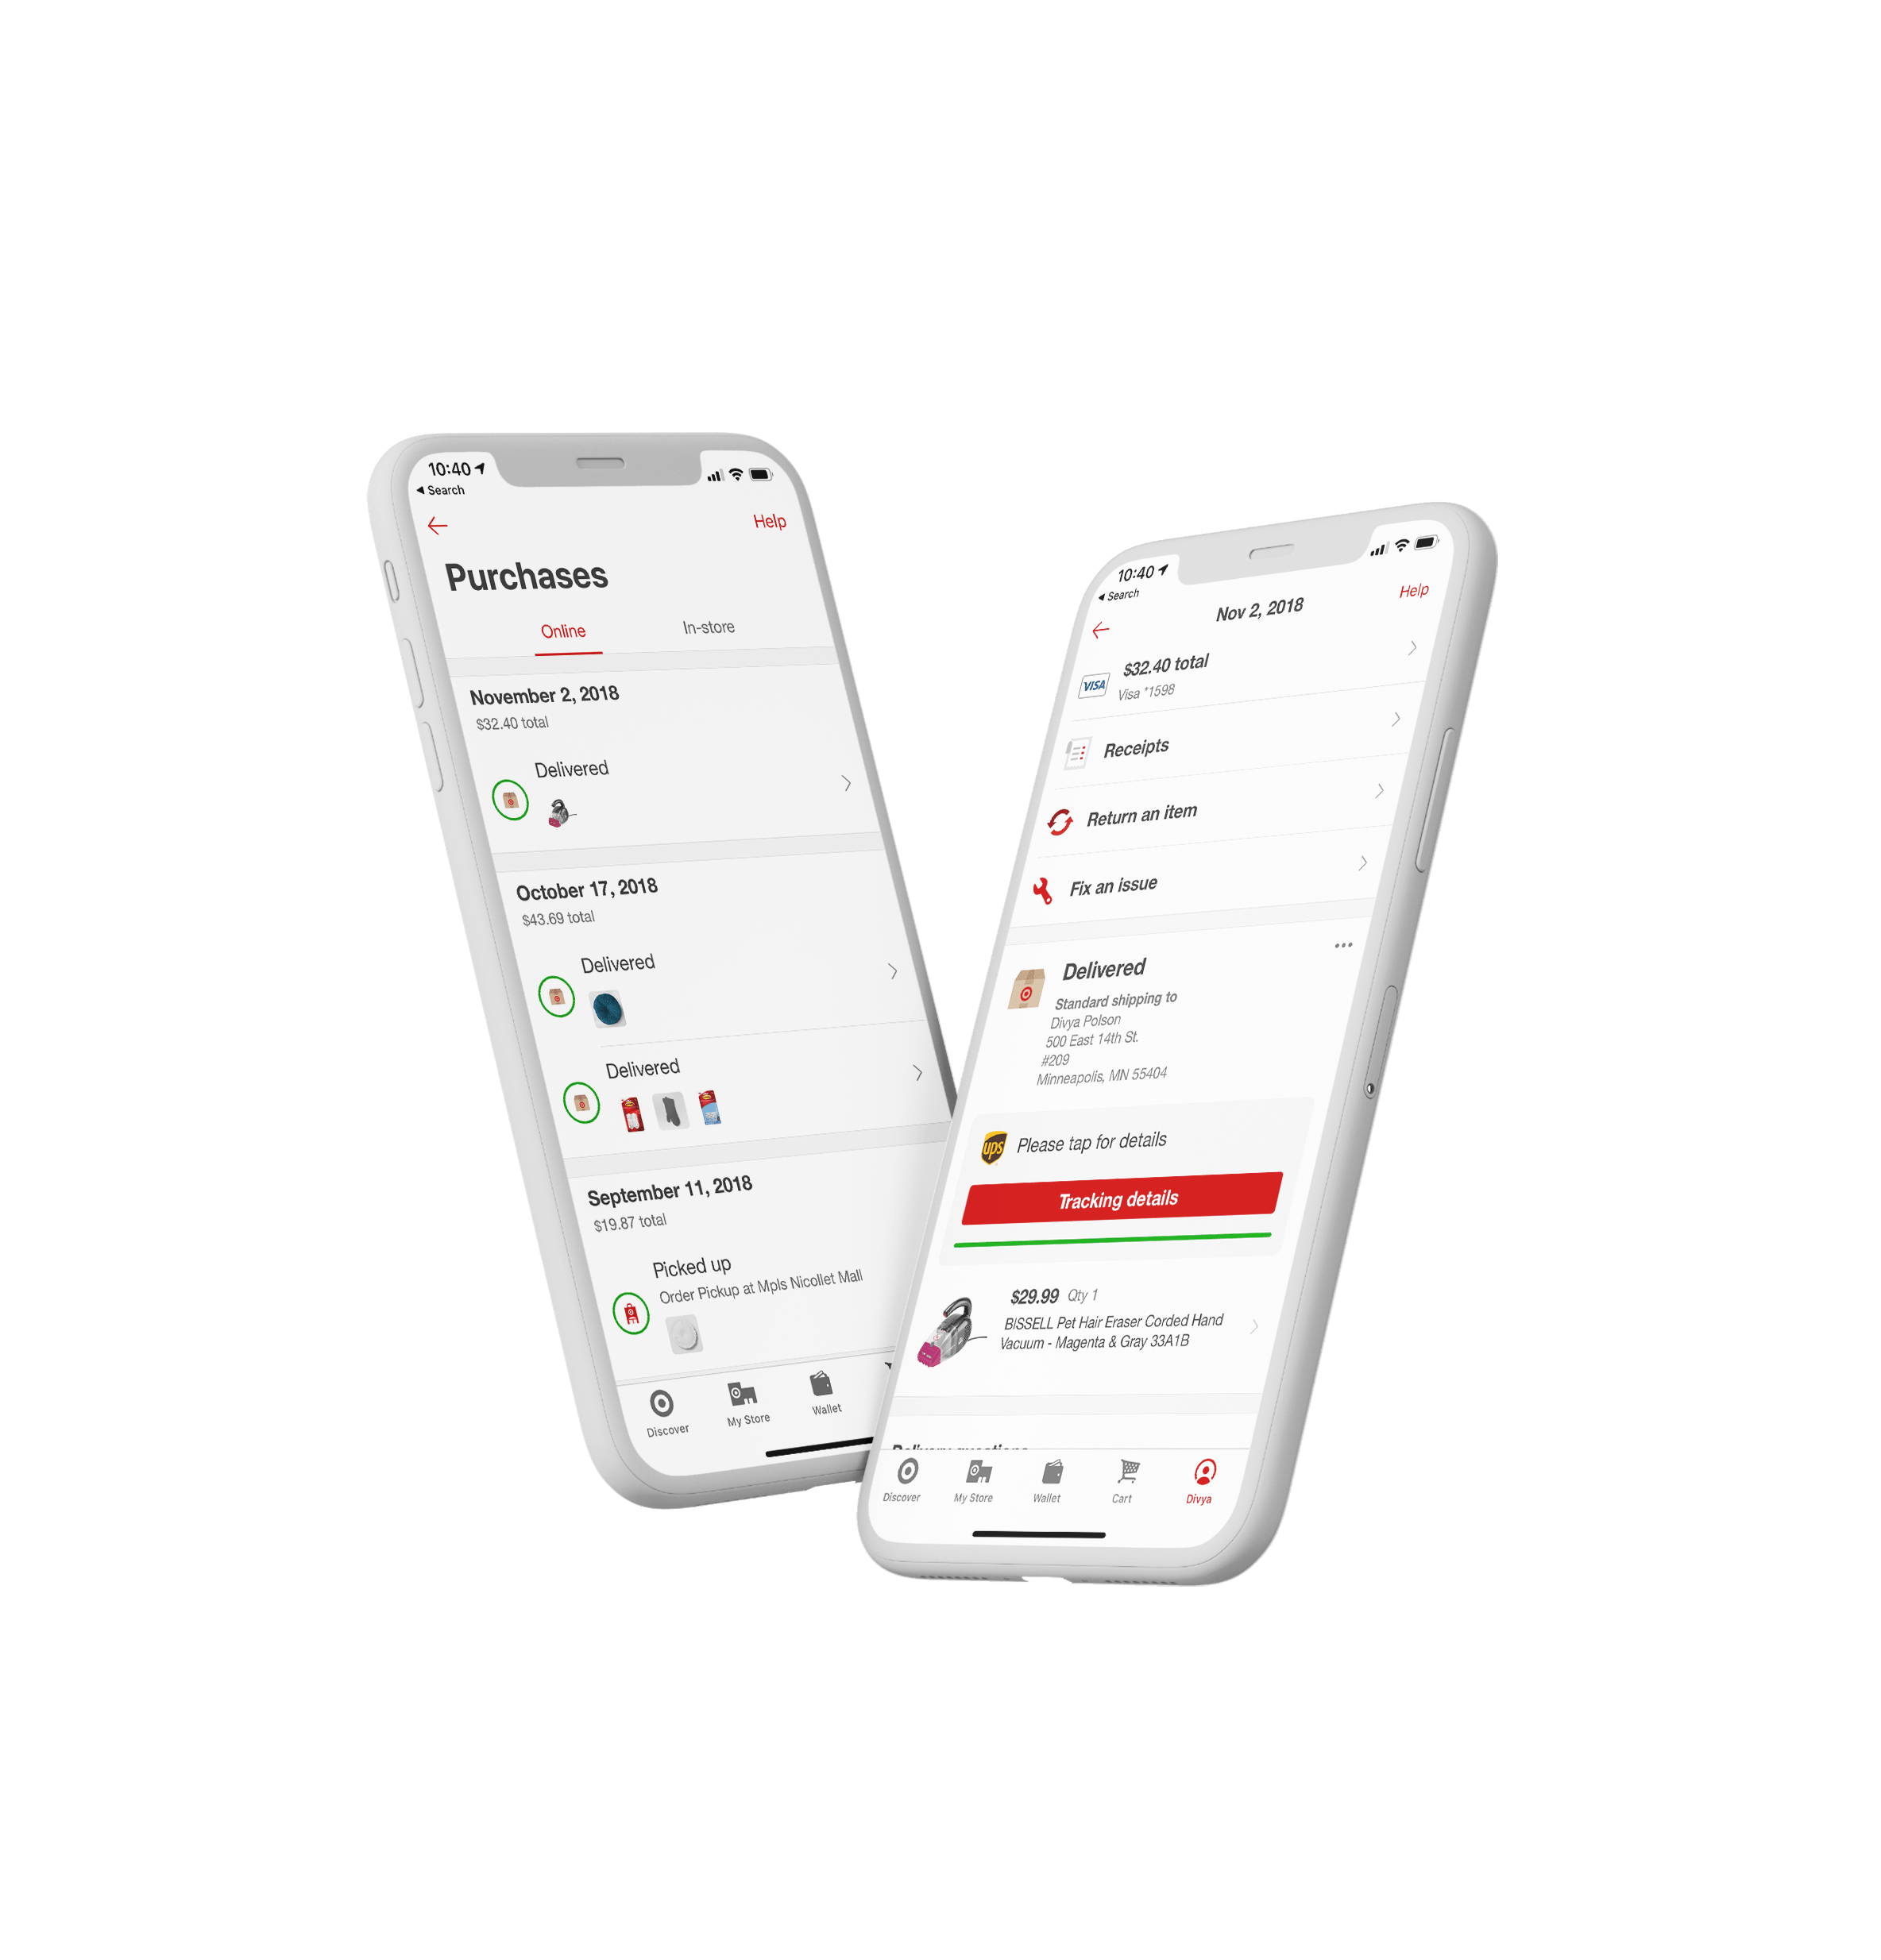 10:40
Search
Help
Purchases
Online
In-store
November 2, 2018
$32.40 total
Delivered
October 17, 2018
$43.69 total
Delivered
Delivered
September 11, 2018
$19.87 total
Picked up
Order Pickup at Mpls Nicollet Mall
Discover
My Store
Wallet
10:40
Search
Nov 2, 2018
Help
VISA
$32.40 total
Visa *1598
Receipts
Return an item
Fix an issue
Delivered
Standard shipping to
Divya Polson
500 East 14th St.
#209
Minneapolis, MN 55404
ups
Please tap for details
Tracking details
$29.99 Qty 1
BISSELL Pet Hair Eraser Corded Hand
Vacuum - Magenta & Gray 33A1B
Delivery questions
Discover
My Store
Wallet
Cart
Divya